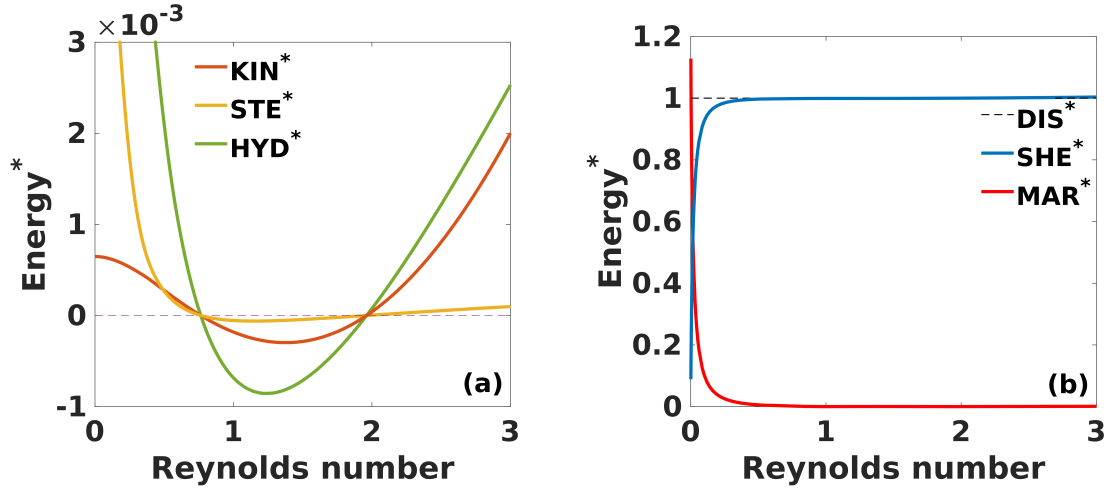 ×10⁻³
3
2
1
0
-1
Energy*
KIN*
STE*
HYD*
(a)
0 1 2 3
Reynolds number
1.2
1
0.8
0.6
0.4
0.2
0
Energy*
DIS*
SHE*
MAR*
(b)
0 1 2 3
Reynolds number